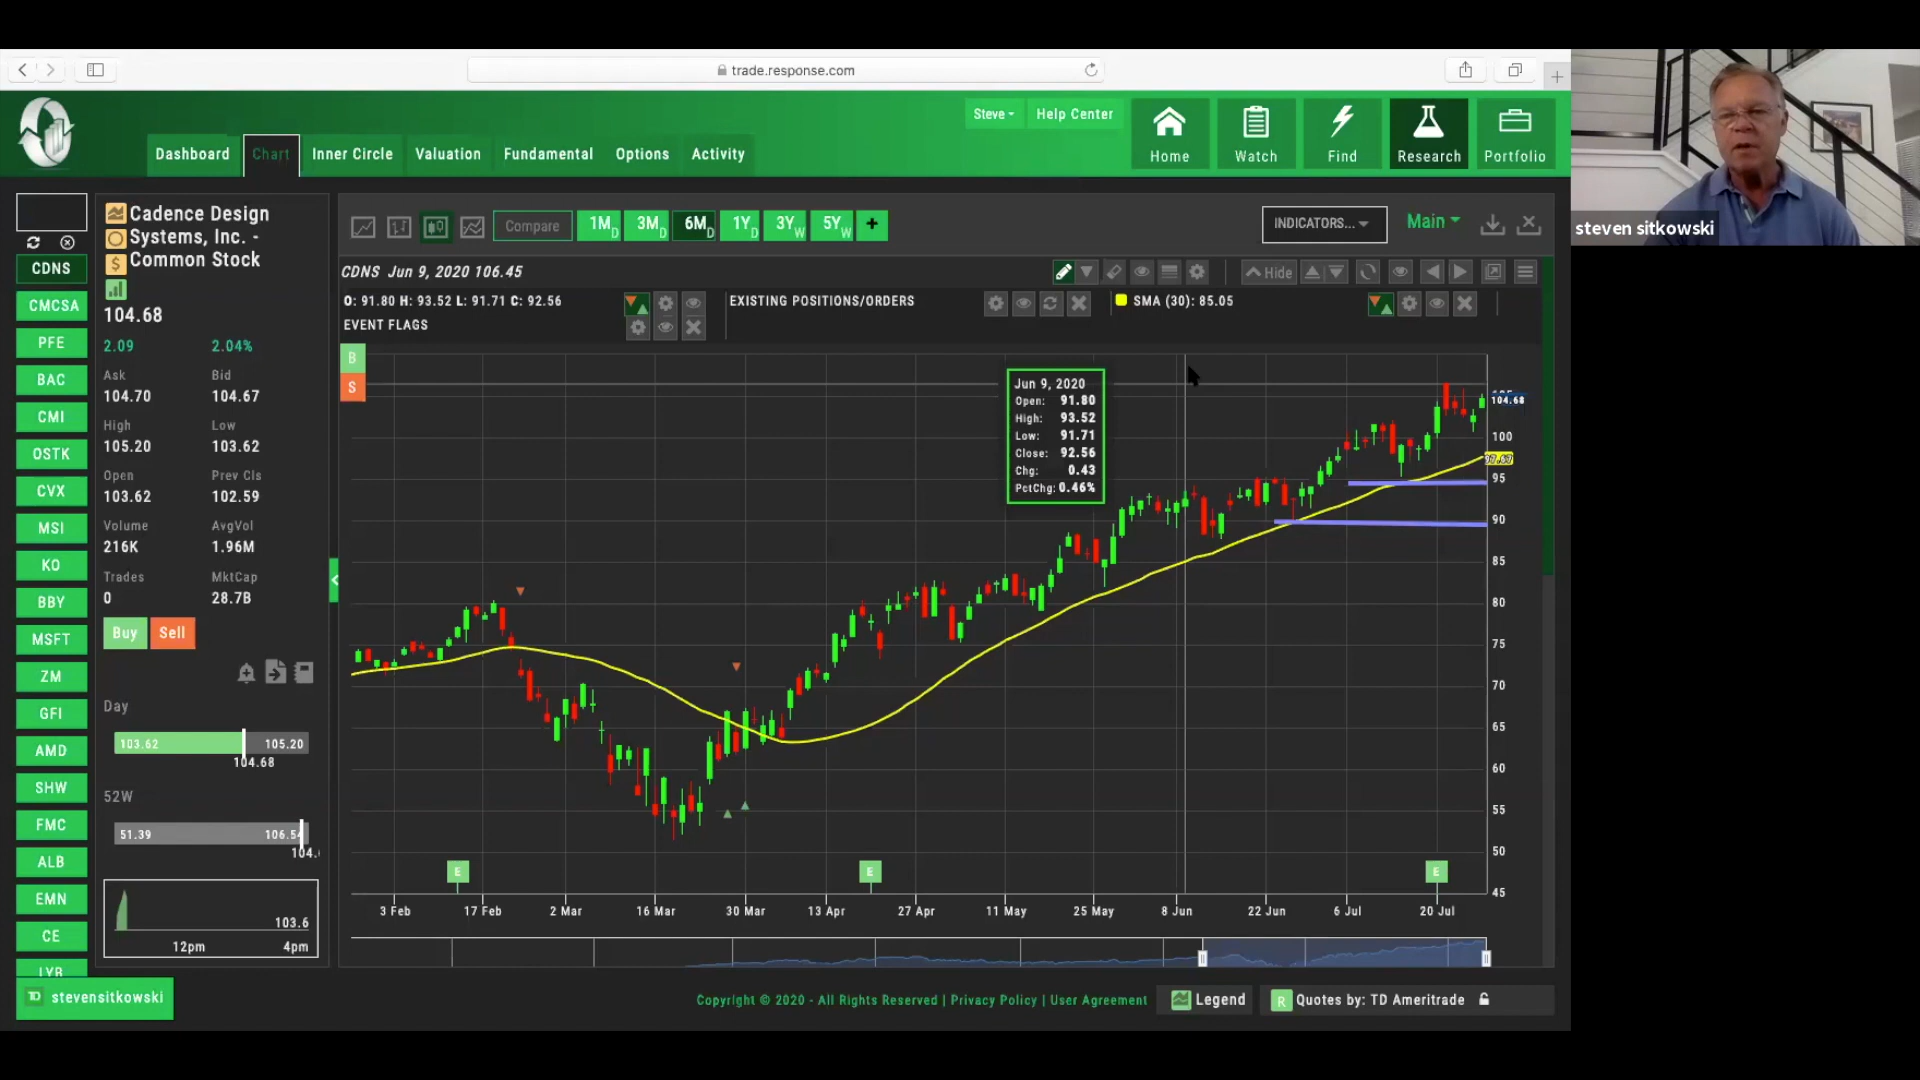 trade.response.com
Steve
Help Center
Home
Watch
Find
Research
Portfolio
Dashboard
Chart
Inner Circle
Valuation
Fundamental
Options
Activity
steven sitkowski
CDNS
CMCSA
PFE
BAC
CMI
OSTK
CVX
MSI
KO
BBY
MSFT
ZM
GFI
AMD
SHW
FMC
ALB
EMN
CE
LYB
Cadence Design
Systems, Inc. -
Common Stock
$
104.68
2.09 2.04%
Ask Bid
104.70 104.67
High Low
105.20 103.62
Open Prev Cls
103.62 102.59
Volume AvgVol
216K 1.96M
Trades MktCap
0 28.7B
Buy Sell
Day
103.62 105.20
104.68
52W
51.39 106.54
104.
103.6
12pm 4pm
Compare
1M D
3M D
6M D
1Y D
3Y W
5Y W
+
INDICATORS...
Main
CDNS Jun 9, 2020 106.45
Hide
O: 91.80 H: 93.52 L: 91.71 C: 92.56
EXISTING POSITIONS/ORDERS
SMA (30): 85.05
EVENT FLAGS
B
S
Jun 9, 2020
Open: 91.80
High: 93.52
Low: 91.71
Close: 92.56
Chg: 0.43
PctChg: 0.46%
104.68
100
97.67
95
90
85
80
75
70
65
60
55
50
45
E E E
3 Feb 17 Feb 2 Mar 16 Mar 30 Mar 13 Apr 27 Apr 11 May 25 May 8 Jun 22 Jun 6 Jul 20 Jul
TD stevensitkowski
Copyright © 2020 - All Rights Reserved | Privacy Policy | User Agreement
Legend
R Quotes by: TD Ameritrade